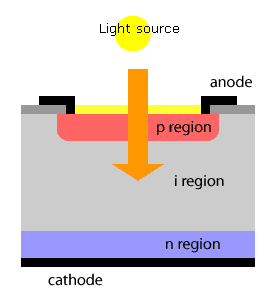 Light source
anode
p region
i region
n region
cathode